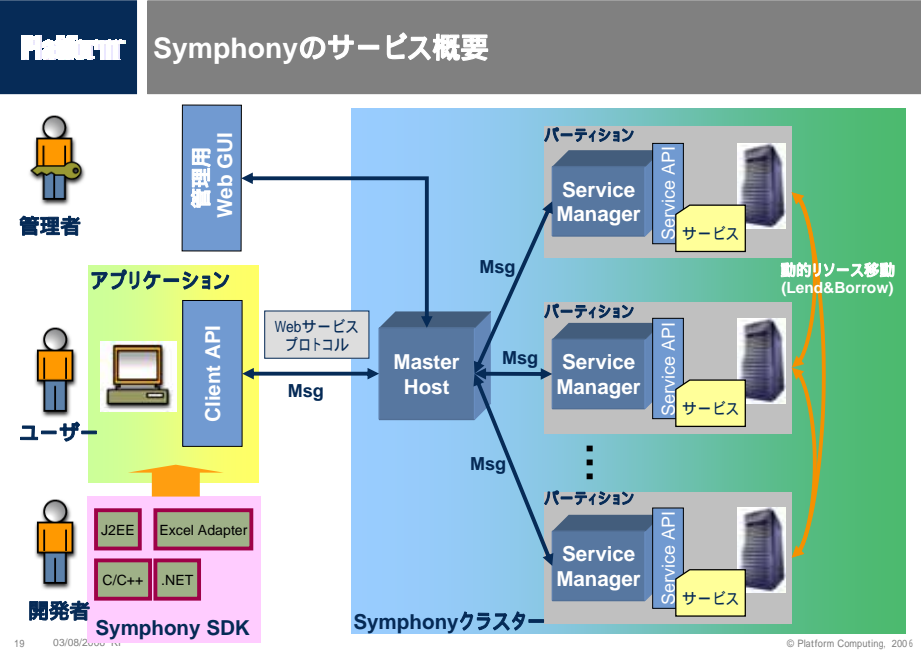 Platform
Symphonyのサービス概要
管理者
管理用
Web GUI
アプリケーション
Client API
ユーザー
Webサービス
プロトコル
Msg
Master
Host
Msg
Msg
Msg
パーティション
Service
Manager
Service API
サービス
動的リソース移動
(Lend&Borrow)
パーティション
Service
Manager
Service API
サービス
パーティション
Service
Manager
Service API
サービス
J2EE
Excel Adapter
C/C++
.NET
開発者
Symphony SDK
Symphonyクラスター
19
© Platform Computing, 2006